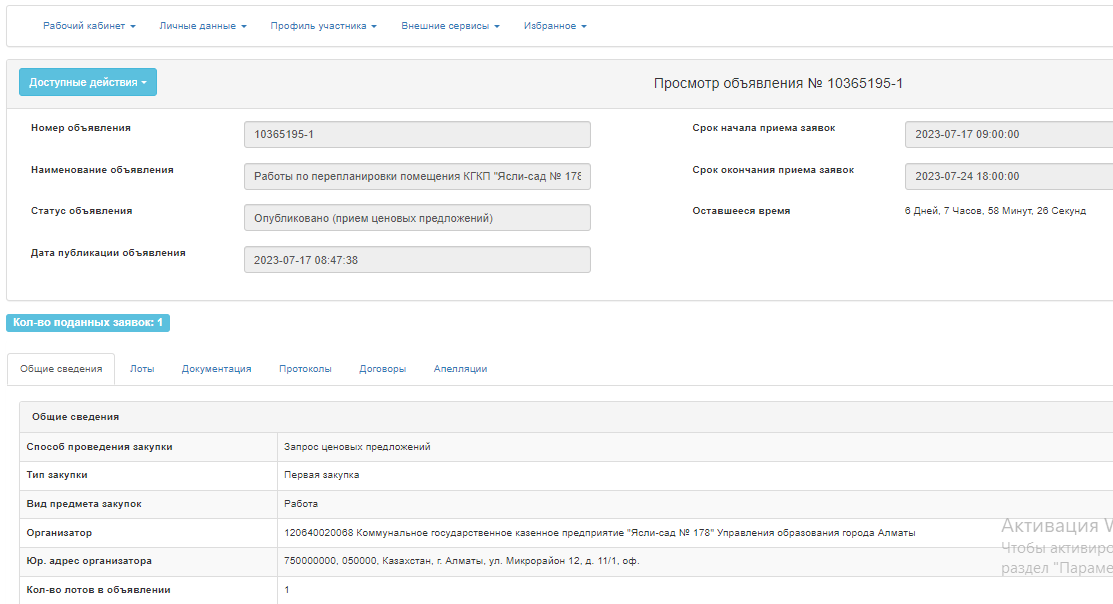 Рабочий кабинет Личные данные Профиль участника Внешние сервисы Избранное
Доступные действия
Просмотр объявления № 10365195-1
Номер объявления 10365195-1
Срок начала приема заявок 2023-07-17 09:00:00
Наименование объявления Работы по перепланировки помещения КГКП "Ясли-сад № 178
Срок окончания приема заявок 2023-07-24 18:00:00
Статус объявления Опубликовано (прием ценовых предложений)
Оставшееся время 6 Дней, 7 Часов, 58 Минут, 26 Секунд
Дата публикации объявления 2023-07-17 08:47:38
Кол-во поданных заявок: 1
Общие сведения Лоты Документация Протоколы Договоры Апелляции
Общие сведения
Способ проведения закупки Запрос ценовых предложений
Тип закупки Первая закупка
Вид предмета закупок Работа
Организатор 120640020068 Коммунальное государственное казенное предприятие "Ясли-сад № 178" Управления образования города Алматы
Юр. адрес организатора 750000000, 050000, Казахстан, г. Алматы, ул. Микрорайон 12, д. 11/1, оф.
Кол-во лотов в объявлении 1
Активация W
Чтобы активиро
раздел "Параме